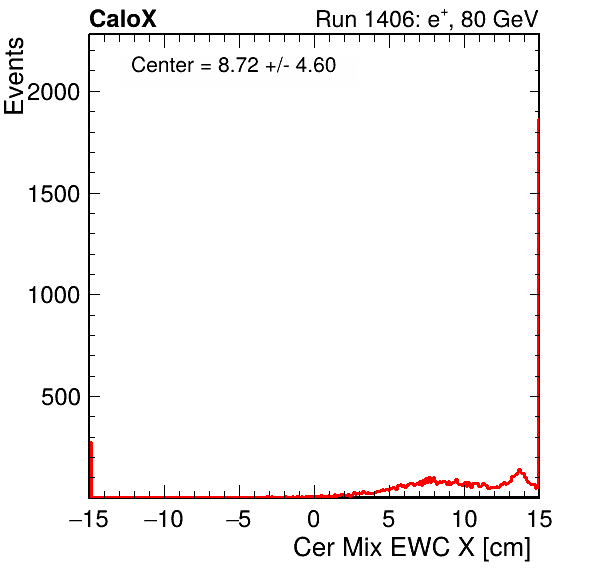 CaloX Run 1406: e⁺, 80 GeV
Center = 8.72 +/- 4.60
Events
2000
1500
1000
500
−15 −10 −5 0 5 10 15
Cer Mix EWC X [cm]